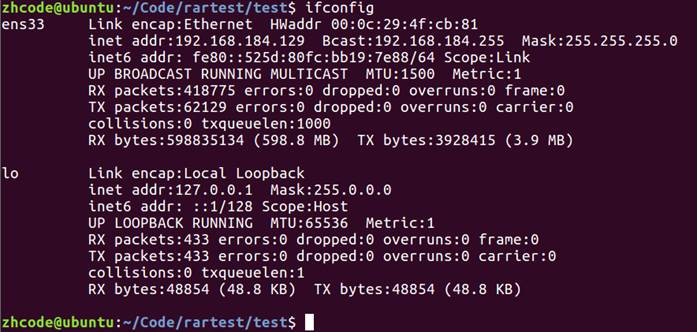 zhcode@ubuntu:~/Code/rartest/test$ ifconfig
ens33     Link encap:Ethernet  HWaddr 00:0c:29:4f:cb:81
          inet addr:192.168.184.129  Bcast:192.168.184.255  Mask:255.255.255.0
          inet6 addr: fe80::525d:80fc:bb19:7e88/64 Scope:Link
          UP BROADCAST RUNNING MULTICAST  MTU:1500  Metric:1
          RX packets:418775 errors:0 dropped:0 overruns:0 frame:0
          TX packets:62129 errors:0 dropped:0 overruns:0 carrier:0
          collisions:0 txqueuelen:1000
          RX bytes:598835134 (598.8 MB)  TX bytes:3928415 (3.9 MB)
lo        Link encap:Local Loopback
          inet addr:127.0.0.1  Mask:255.0.0.0
          inet6 addr: ::1/128 Scope:Host
          UP LOOPBACK RUNNING  MTU:65536  Metric:1
          RX packets:433 errors:0 dropped:0 overruns:0 frame:0
          TX packets:433 errors:0 dropped:0 overruns:0 carrier:0
          collisions:0 txqueuelen:1
          RX bytes:48854 (48.8 KB)  TX bytes:48854 (48.8 KB)
zhcode@ubuntu:~/Code/rartest/test$